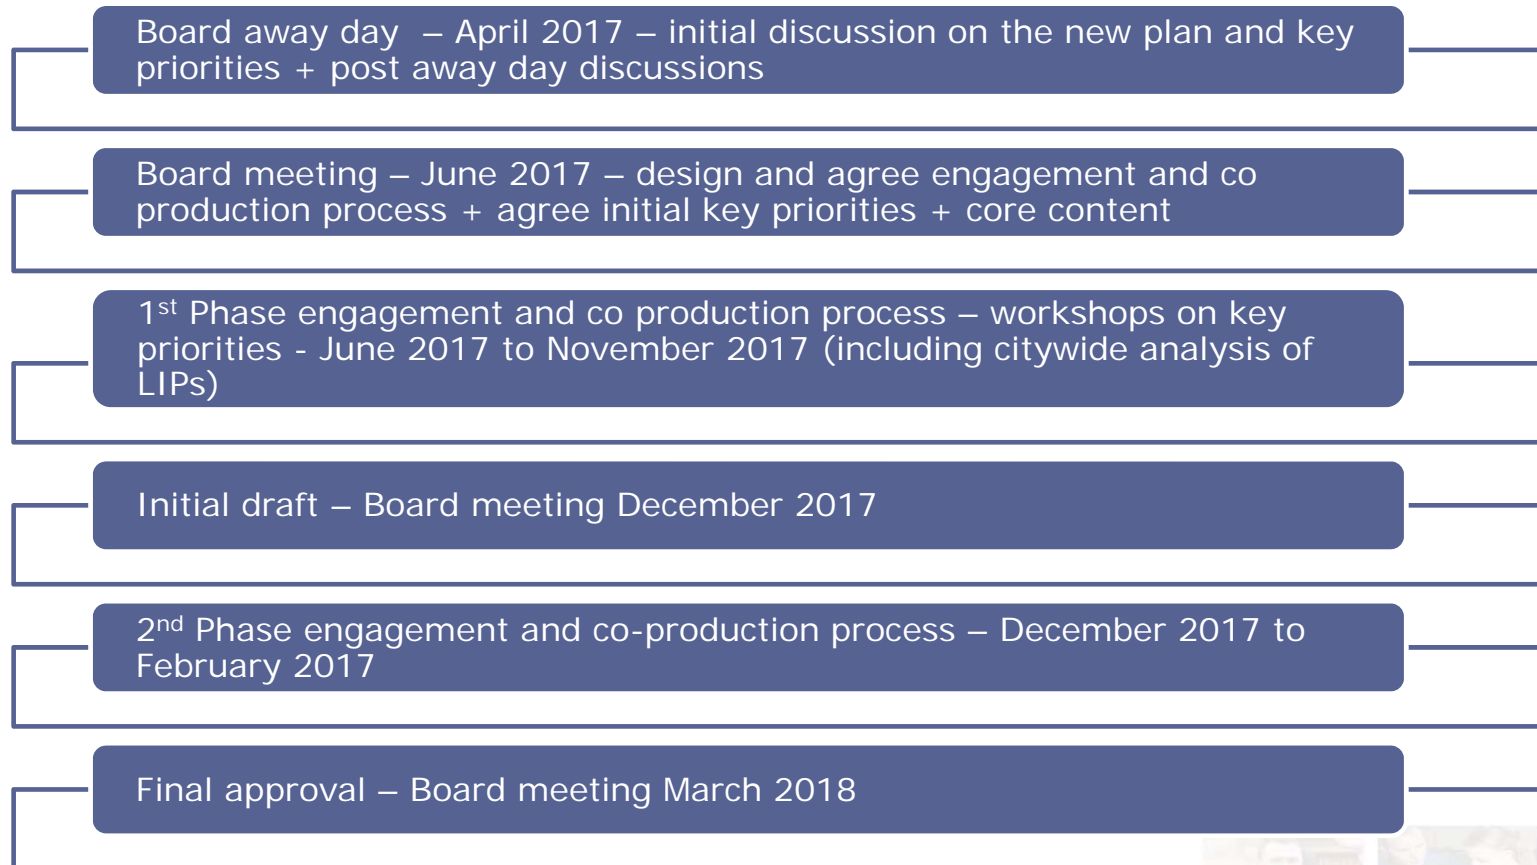 Board away day – April 2017 – initial discussion on the new plan and key
priorities + post away day discussions
Board meeting – June 2017 – design and agree engagement and co
production process + agree initial key priorities + core content
1st Phase engagement and co production process – workshops on key
priorities - June 2017 to November 2017 (including citywide analysis of
LIPs)
Initial draft – Board meeting December 2017
2nd Phase engagement and co-production process – December 2017 to
February 2017
Final approval – Board meeting March 2018